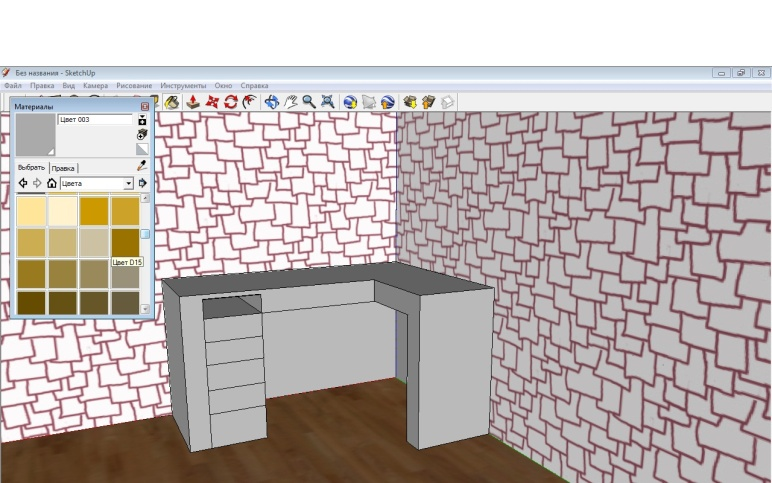 Без названия - SketchUp
Файл Правка Вид Камера Рисование Инструменты Окно Справка
Материалы
Цвет 003
Выбрать Правка
Цвета
Цвет D15